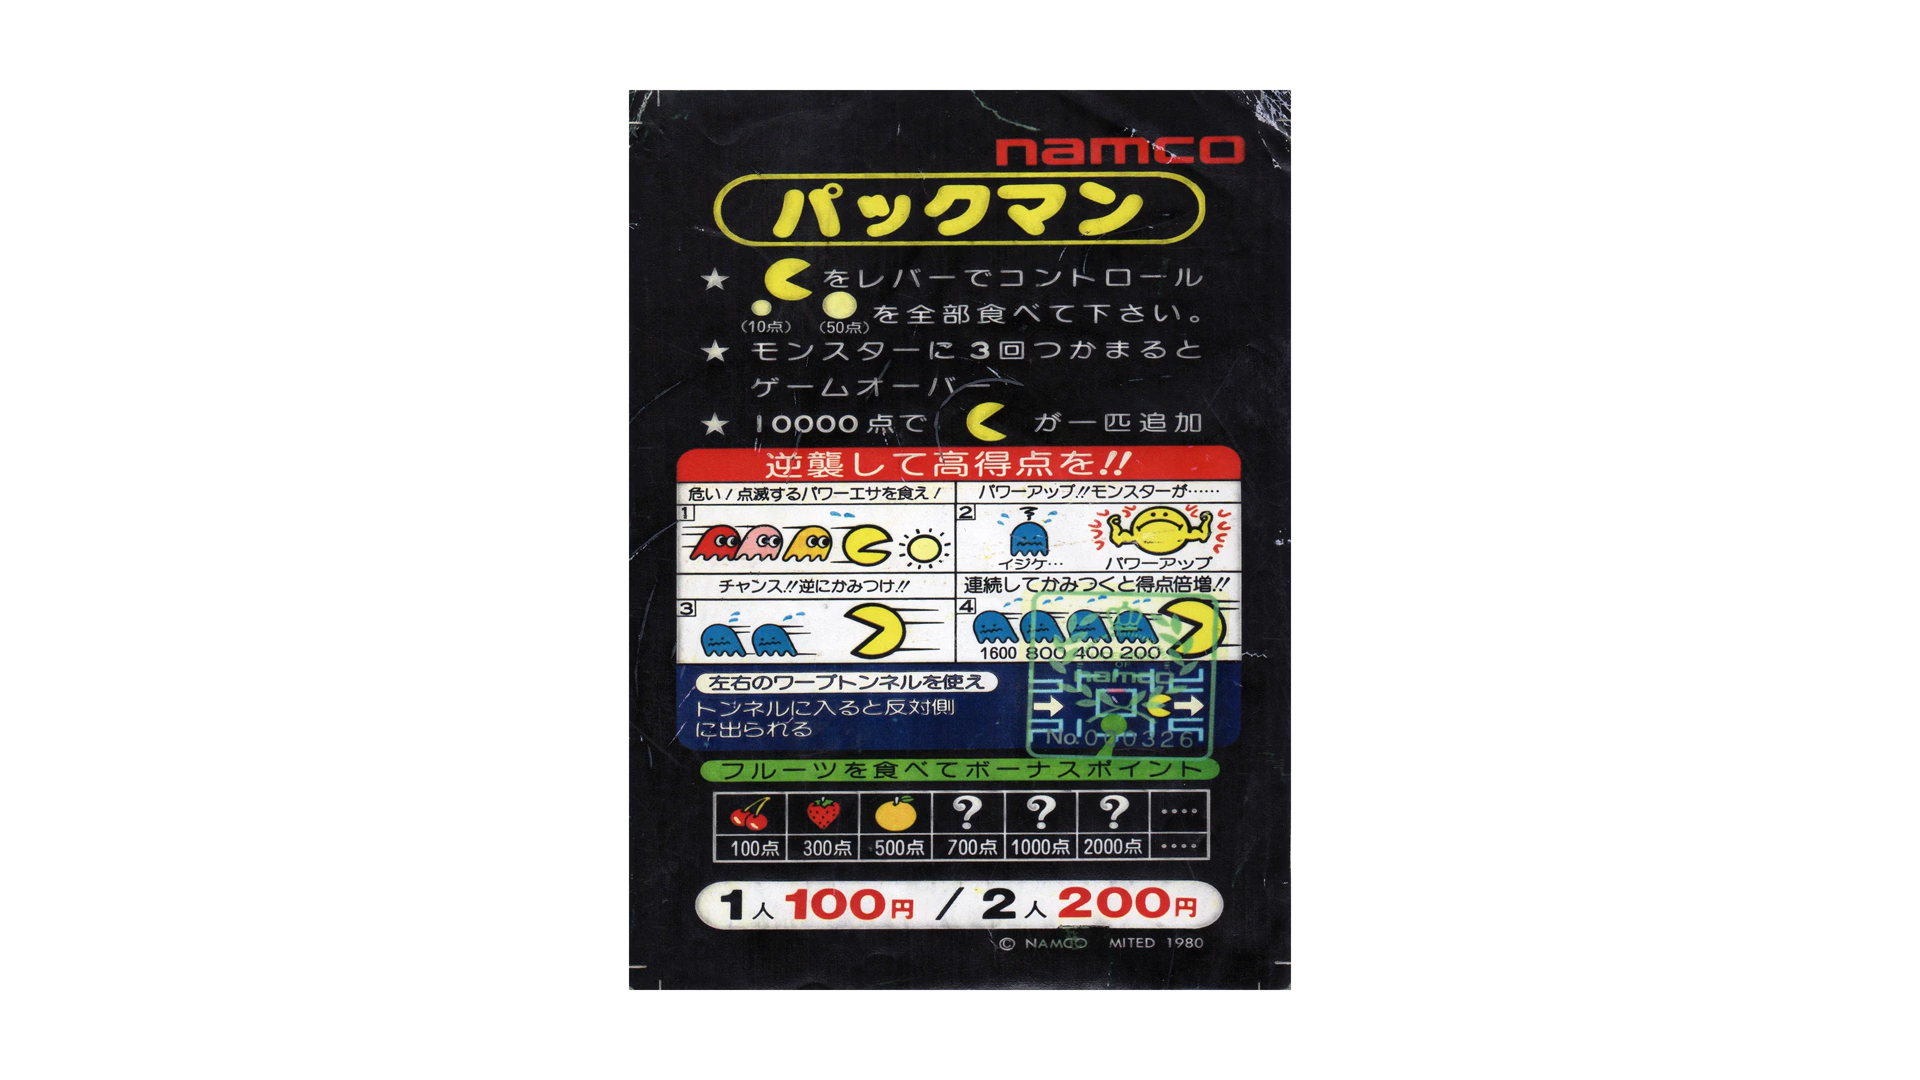 namco
パックマン
★ をレバーでコントロール
(10点) (50点) を全部食べて下さい。
★ モンスターに3回つかまると
ゲームオーバー
★ 10000点で が一匹追加
逆襲して高得点を!!
危い!点滅するパワーエサを食え!
1
パワーアップ!!モンスターが……
2
イジケ… パワーアップ
チャンス!!逆にかみつけ!!
3
連続してかみつくと得点倍増!!
4
1600 800 400 200
左右のワープトンネルを使え
トンネルに入ると反対側
に出られる
OF
namco
No.000326
フルーツを食べてボーナスポイント
? ? ? ‥‥
100点 300点 500点 700点 1000点 2000点 ‥‥
1人 100円 / 2人 200円
© NAMCO MITED 1980